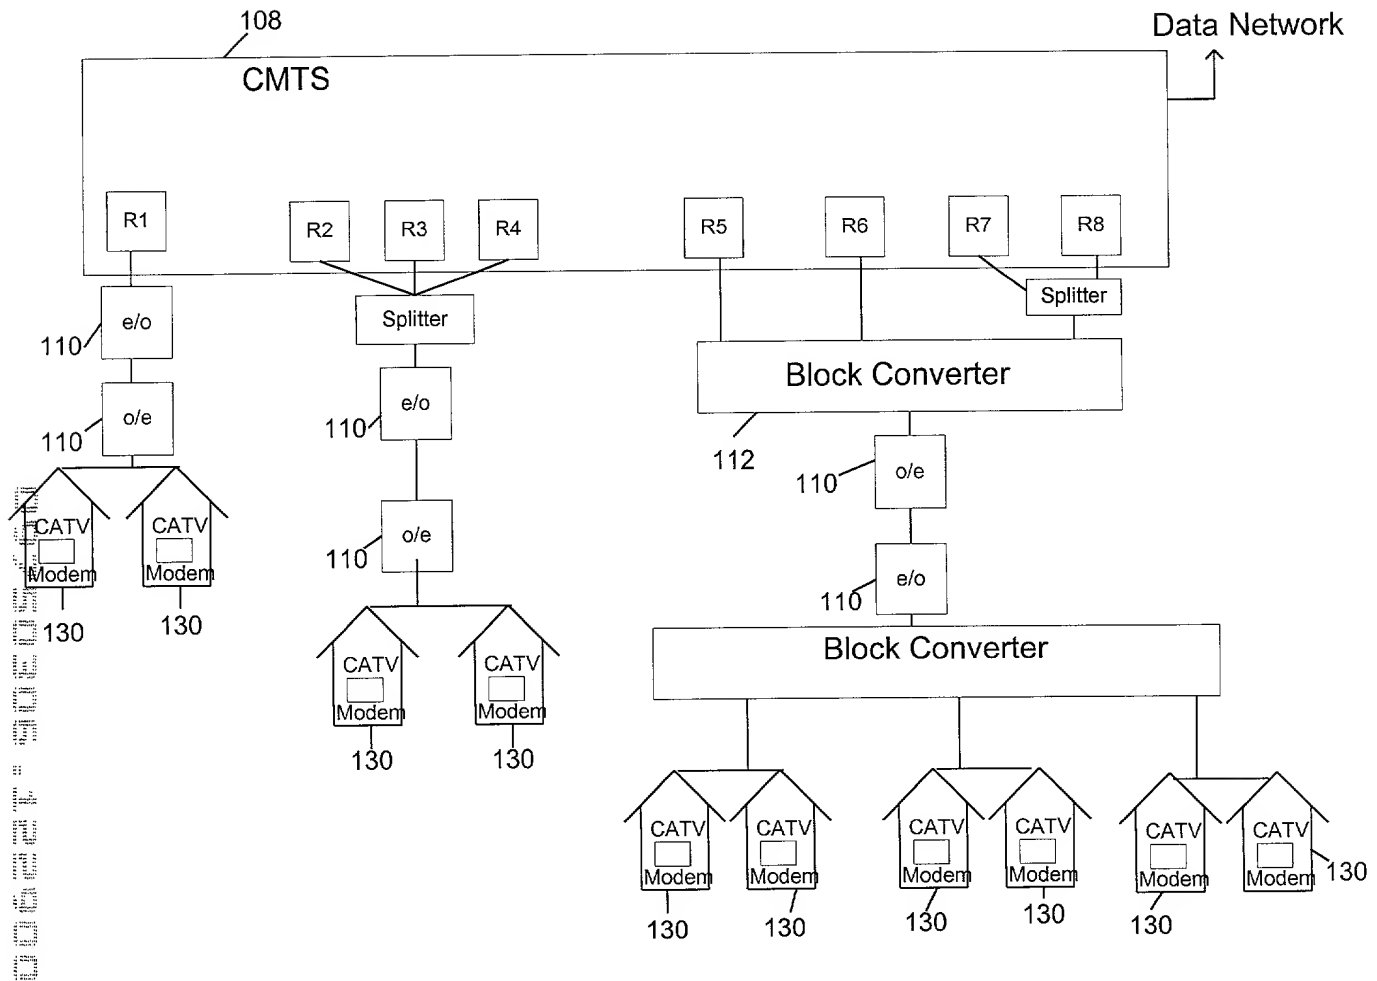 108
Data Network
CMTS
R1
R2
R3
R4
R5
R6
R7
R8
Splitter
Splitter
e/o
110
Block Converter
110
o/e
e/o
110
112
o/e
110
110
o/e
e/o
110
CATV
Modem
130
CATV
Modem
130
Block Converter
CATV
Modem
130
CATV
Modem
130
CATV
Modem
130
CATV
Modem
130
CATV
Modem
130
CATV
Modem
130
CATV
Modem
130
CATV
Modem
130